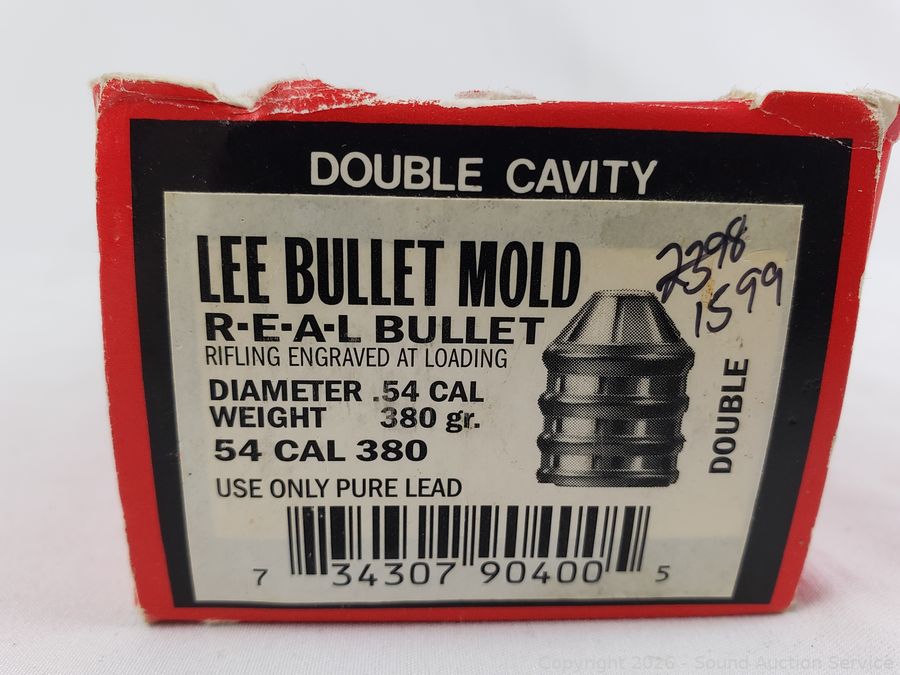 DOUBLE CAVITY
LEE BULLET MOLD
R-E-A-L BULLET
RIFLING ENGRAVED AT LOADING
DIAMETER .54 CAL
WEIGHT 380 gr.
54 CAL 380
USE ONLY PURE LEAD
7 34307 90400 5
2398
1599
DOUBLE
Copyright 2026 - Sound Auction Service